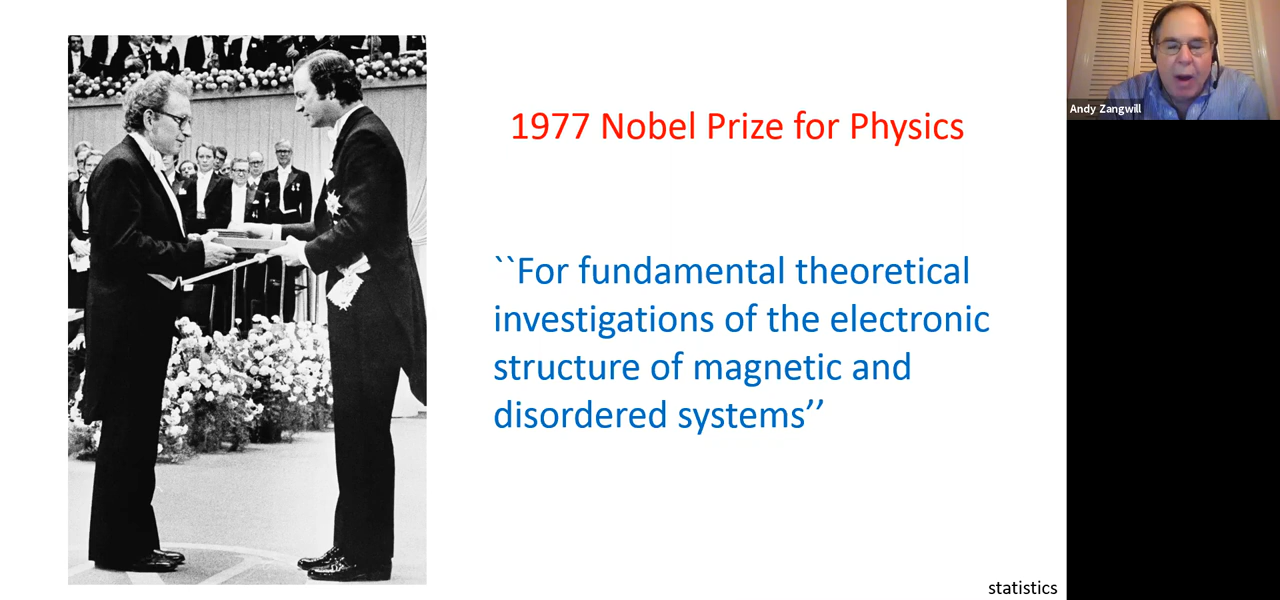 1977 Nobel Prize for Physics
``For fundamental theoretical
investigations of the electronic
structure of magnetic and
disordered systems’’
statistics
Andy Zangwill